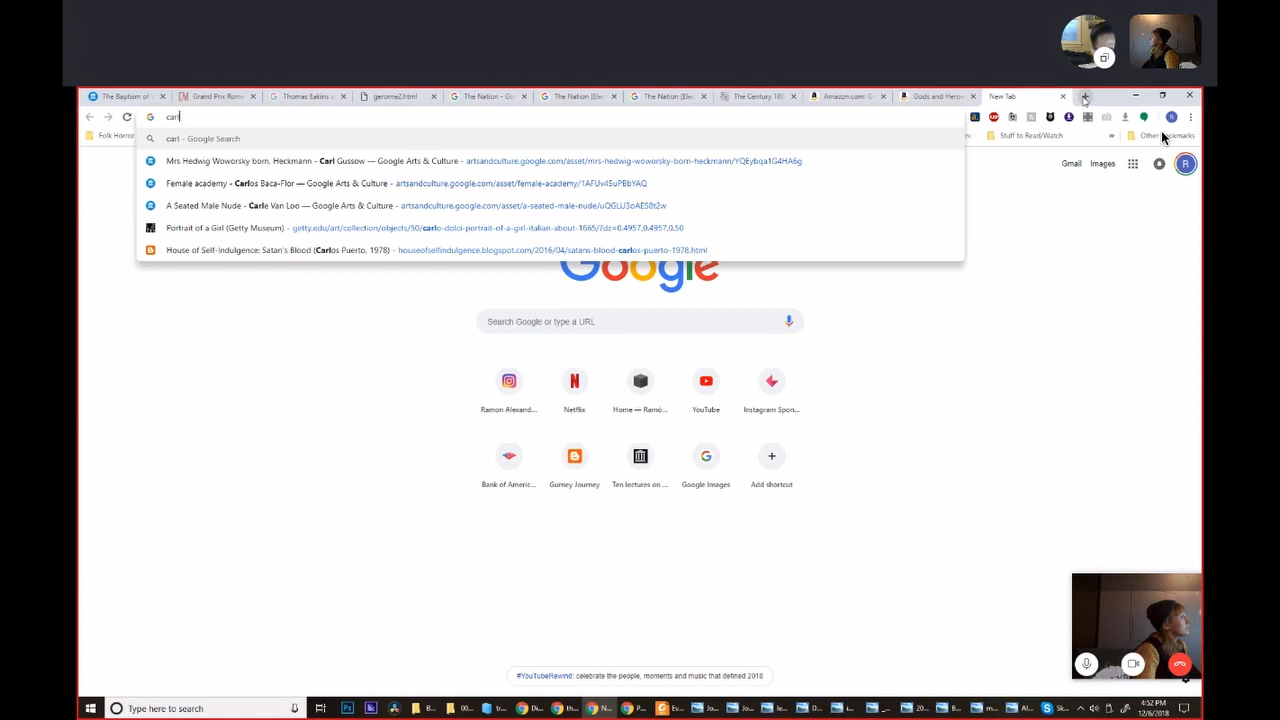 The Baptism of
Grand Prix Rom
Thomas Eakins
gerome2.html
The Nation - Go
The Nation [Ele
The Nation [Ele
The Century 188
Amazon.com: G
Gods and Heroe
New Tab
carl
Folk Horror
Stuff to Read/Watch
»
Other Bookmarks
carl - Google Search
Mrs Hedwig Woworsky born, Heckmann - Carl Gussow — Google Arts & Culture - artsandculture.google.com/asset/mrs-hedwig-woworsky-born-heckmann/YQEybqa1G4HA6g
Female academy - Carlos Baca-Flor — Google Arts & Culture - artsandculture.google.com/asset/female-academy/1AFUv45uPBbYAQ
A Seated Male Nude - Carle Van Loo — Google Arts & Culture - artsandculture.google.com/asset/a-seated-male-nude/uQGLU3oAES8t2w
Portrait of a Girl (Getty Museum) - getty.edu/art/collection/objects/50/carlo-dolci-portrait-of-a-girl-italian-about-1665/?dz=0.4957,0.4957,0.50
House of Self-Indulgence: Satan's Blood (Carlos Puerto, 1978) - houseofselfindulgence.blogspot.com/2016/04/satans-blood-carlos-puerto-1978.html
Gmail
Images
R
R
Google
Search Google or type a URL
Ramon Alexand...
Netflix
Home — Ramó...
YouTube
Instagram Spon...
Bank of Americ...
Gurney Journey
Ten lectures on ...
Google Images
Add shortcut
#YouTubeRewind: celebrate the people, moments and music that defined 2018
Type here to search
4:52 PM
12/6/2018